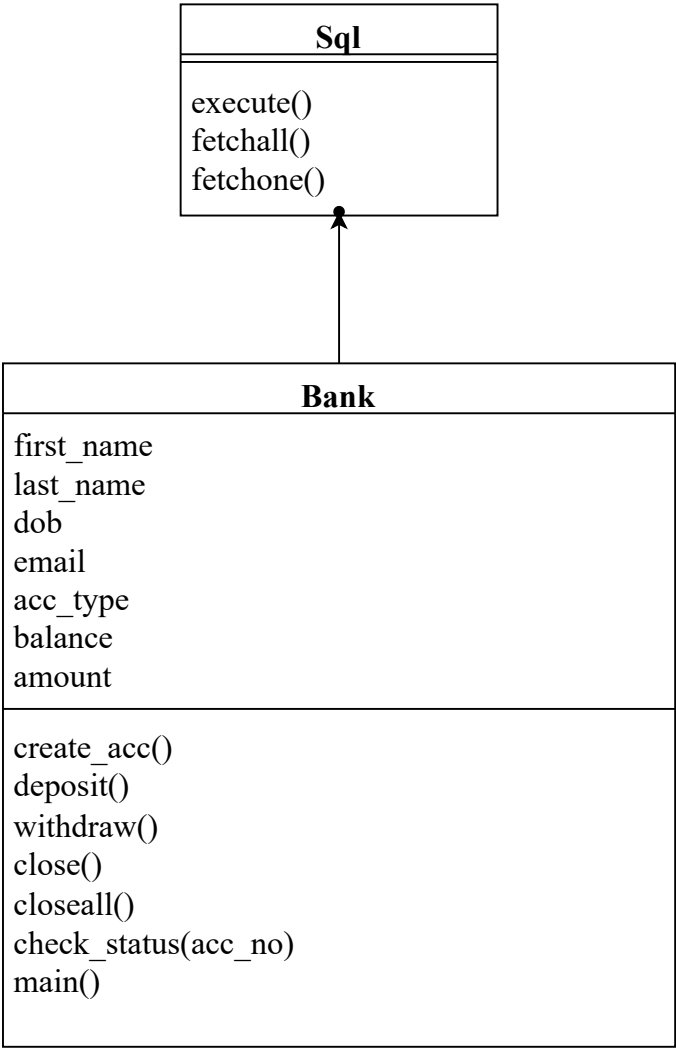 Sql
execute()
fetchall()
fetchone()
Bank
first_name
last_name
dob
email
acc_type
balance
amount
create_acc()
deposit()
withdraw()
close()
closeall()
check_status(acc_no)
main()